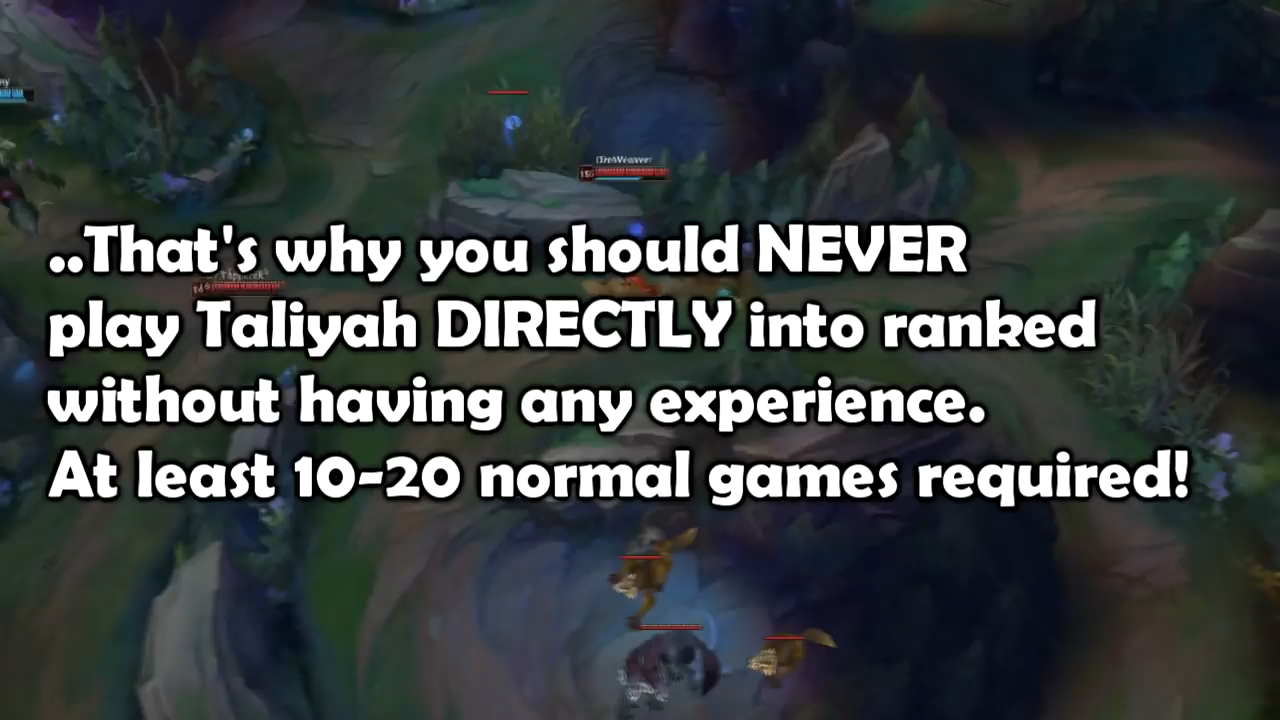 ..That's why you should NEVER
play Taliyah DIRECTLY into ranked
without having any experience.
At least 10-20 normal games required!